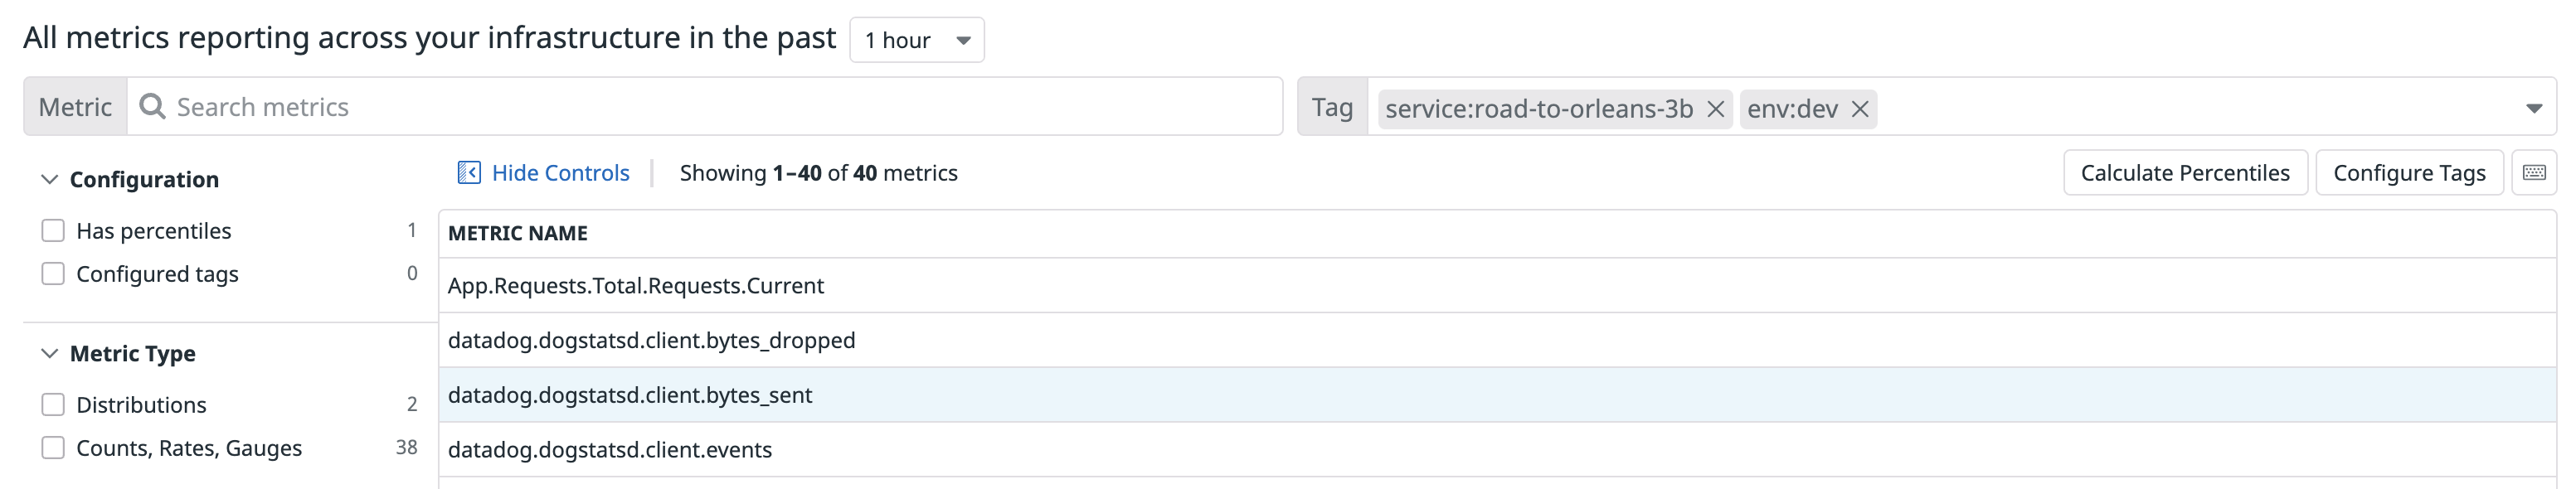 All metrics reporting across your infrastructure in the past 1 hour
Metric Search metrics Tag service:road-to-orleans-3b env:dev
Configuration
Has percentiles 1
Configured tags 0
Metric Type
Distributions 2
Counts, Rates, Gauges 38
Hide Controls Showing 1–40 of 40 metrics Calculate Percentiles Configure Tags
METRIC NAME
App.Requests.Total.Requests.Current
datadog.dogstatsd.client.bytes_dropped
datadog.dogstatsd.client.bytes_sent
datadog.dogstatsd.client.events